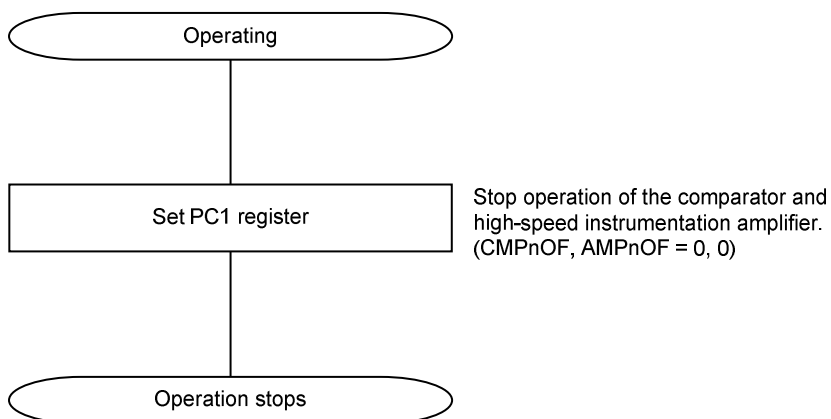 Operating
Set PC1 register
Stop operation of the comparator and
high-speed instrumentation amplifier.
(CMPnOF, AMPnOF = 0, 0)
Operation stops